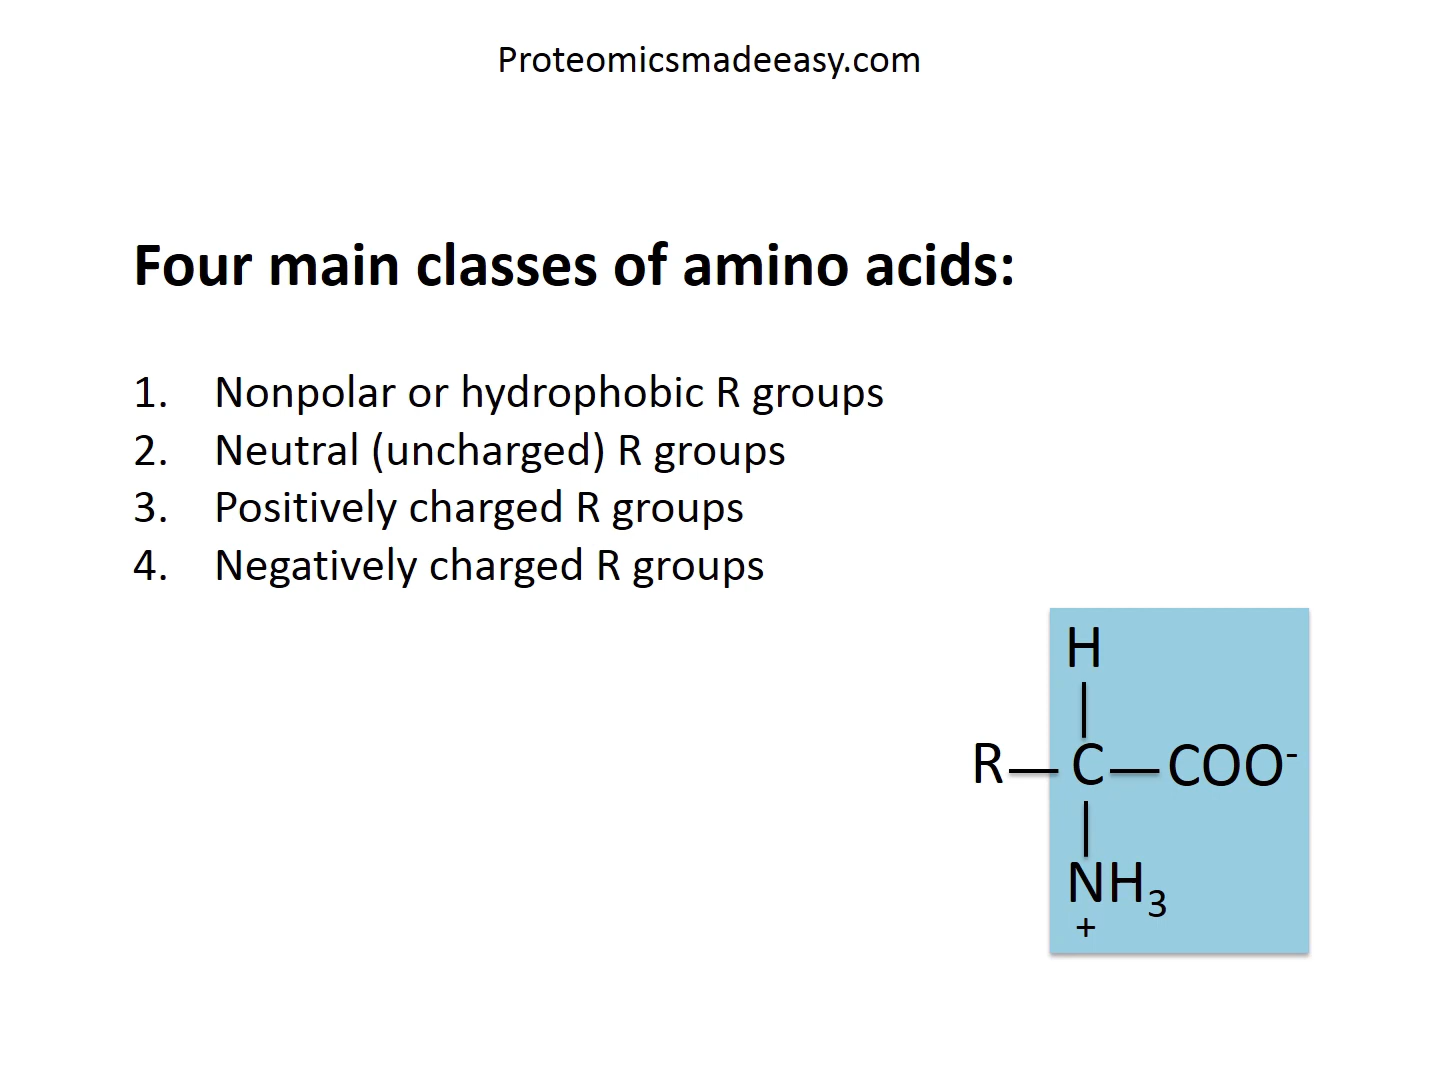 Proteomicsmadeeasy.com
Four main classes of amino acids:
1. Nonpolar or hydrophobic R groups
2. Neutral (uncharged) R groups
3. Positively charged R groups
4. Negatively charged R groups
H
R—C—COO⁻
NH₃
+